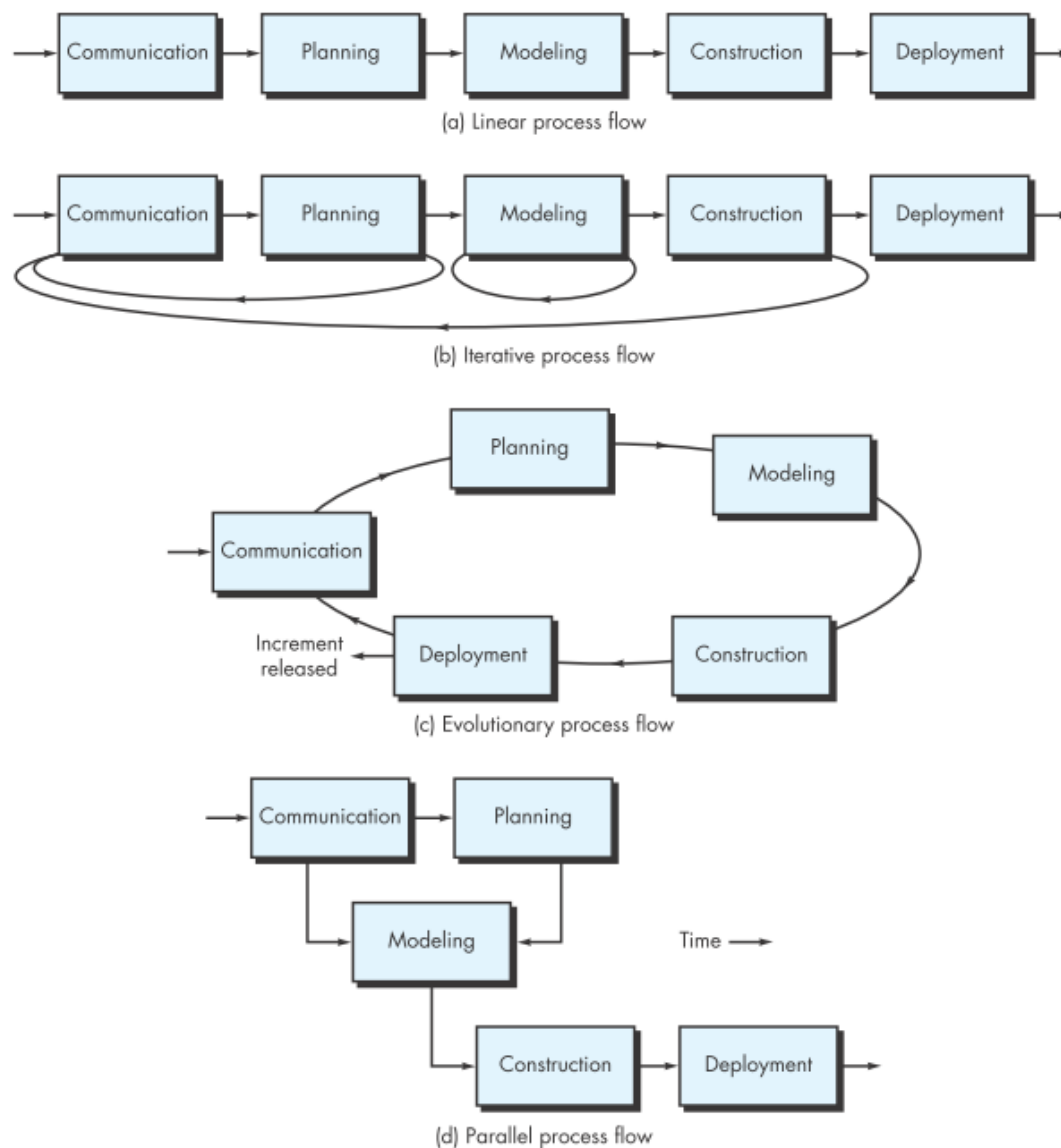 Communication Planning Modeling Construction Deployment
(a) Linear process flow
Communication Planning Modeling Construction Deployment
(b) Iterative process flow
Planning
Modeling
Communication
Increment
released
Deployment
Construction
(c) Evolutionary process flow
Communication Planning
Modeling
Time
Construction Deployment
(d) Parallel process flow